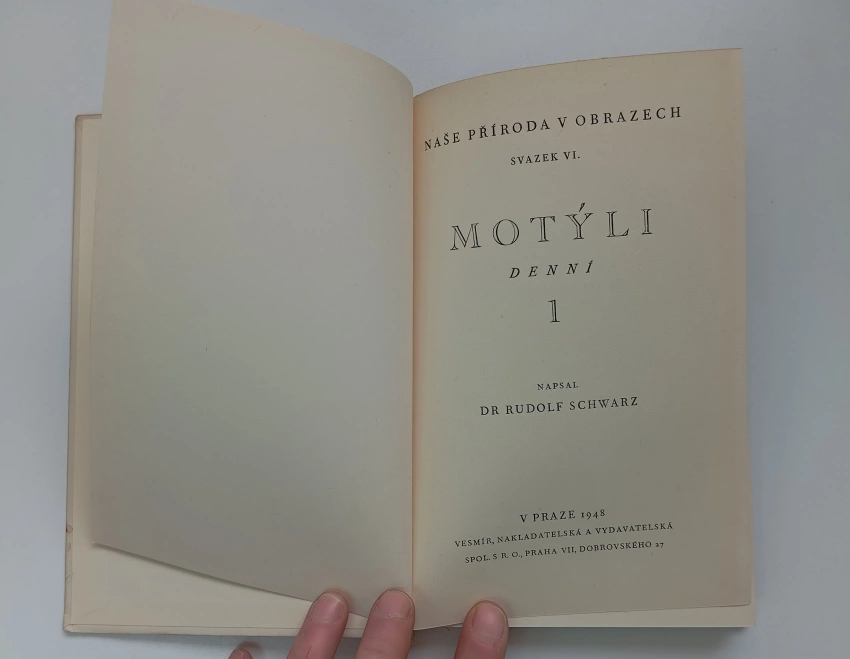 NAŠE PŘÍRODA V OBRAZECH
SVAZEK VI.
MOTÝLI
DENNÍ
1
NAPSAL
DR RUDOLF SCHWARZ
V PRAZE 1948
VESMÍR, NAKLADATELSKÁ A VYDAVATELSKÁ
SPOL. S R. O., PRAHA VII, DOBROVSKÉHO 27